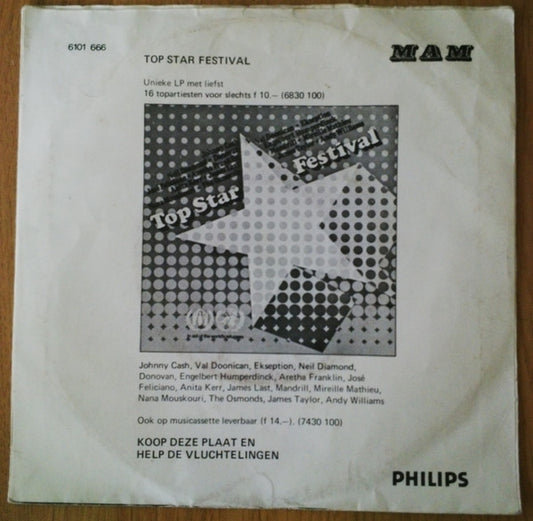 6101 666
MAM
TOP STAR FESTIVAL
Unieke LP met liefst
16 topartiesten voor slechts f 10.— (6830 100)
Top Star
Festival
Johnny Cash, Val Doonican, Ekseption, Neil Diamond,
Donovan, Engelbert Humperdinck, Aretha Franklin, José
Feliciano, Anita Kerr, James Last, Mandrill, Mireille Mathieu,
Nana Mouskouri, The Osmonds, James Taylor, Andy Williams
Ook op musicassette leverbaar (f 14.—). (7430 100)
KOOP DEZE PLAAT EN
HELP DE VLUCHTELINGEN
PHILIPS